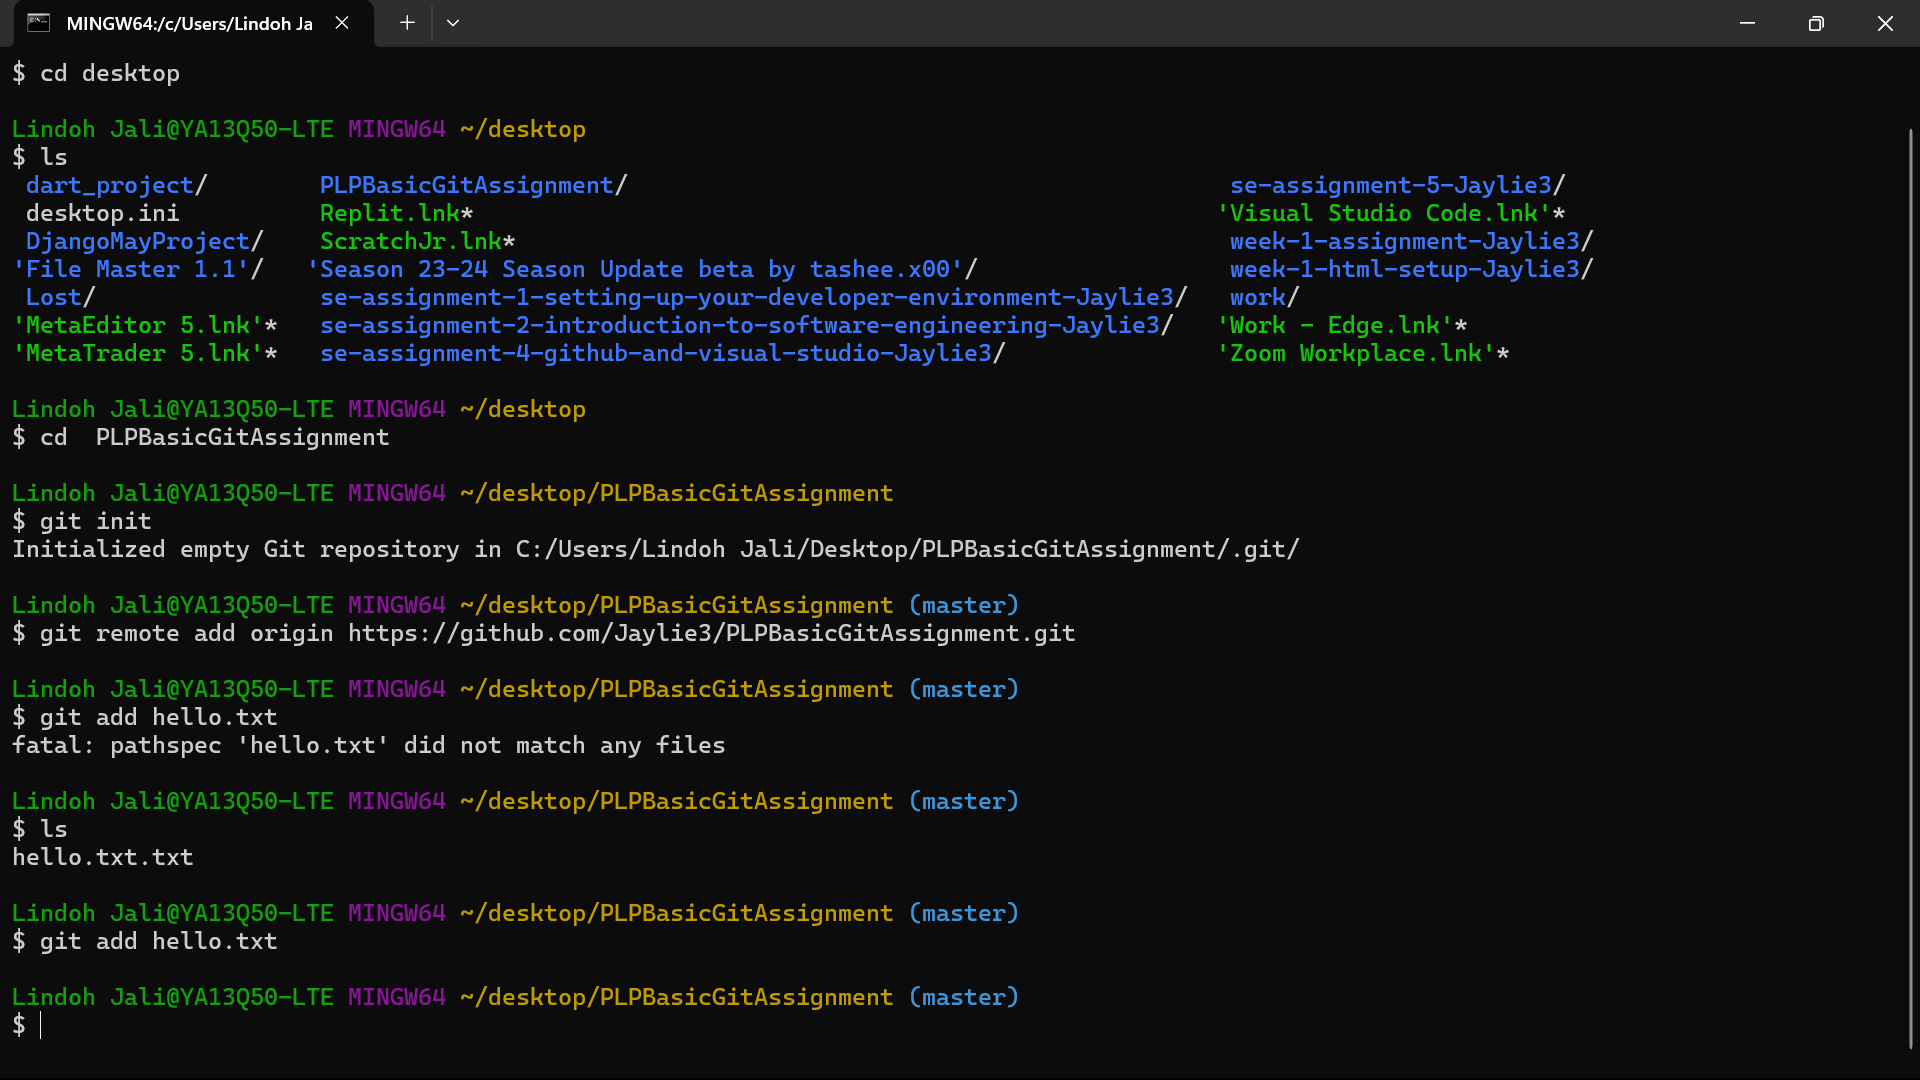 MINGW64:/c/Users/Lindoh Ja
$ cd desktop
Lindoh Jali@YA13Q50-LTE MINGW64 ~/desktop
$ ls
dart_project/ PLPBasicGitAssignment/ se-assignment-5-Jaylie3/
desktop.ini Replit.lnk* 'Visual Studio Code.lnk'*
DjangoMayProject/ ScratchJr.lnk* week-1-assignment-Jaylie3/
'File Master 1.1'/ 'Season 23-24 Season Update beta by tashee.x00'/ week-1-html-setup-Jaylie3/
Lost/ se-assignment-1-setting-up-your-developer-environment-Jaylie3/ work/
'MetaEditor 5.lnk'* se-assignment-2-introduction-to-software-engineering-Jaylie3/ 'Work - Edge.lnk'*
'MetaTrader 5.lnk'* se-assignment-4-github-and-visual-studio-Jaylie3/ 'Zoom Workplace.lnk'*
Lindoh Jali@YA13Q50-LTE MINGW64 ~/desktop
$ cd  PLPBasicGitAssignment
Lindoh Jali@YA13Q50-LTE MINGW64 ~/desktop/PLPBasicGitAssignment
$ git init
Initialized empty Git repository in C:/Users/Lindoh Jali/Desktop/PLPBasicGitAssignment/.git/
Lindoh Jali@YA13Q50-LTE MINGW64 ~/desktop/PLPBasicGitAssignment (master)
$ git remote add origin https://github.com/Jaylie3/PLPBasicGitAssignment.git
Lindoh Jali@YA13Q50-LTE MINGW64 ~/desktop/PLPBasicGitAssignment (master)
$ git add hello.txt
fatal: pathspec 'hello.txt' did not match any files
Lindoh Jali@YA13Q50-LTE MINGW64 ~/desktop/PLPBasicGitAssignment (master)
$ ls
hello.txt.txt
Lindoh Jali@YA13Q50-LTE MINGW64 ~/desktop/PLPBasicGitAssignment (master)
$ git add hello.txt
Lindoh Jali@YA13Q50-LTE MINGW64 ~/desktop/PLPBasicGitAssignment (master)
$